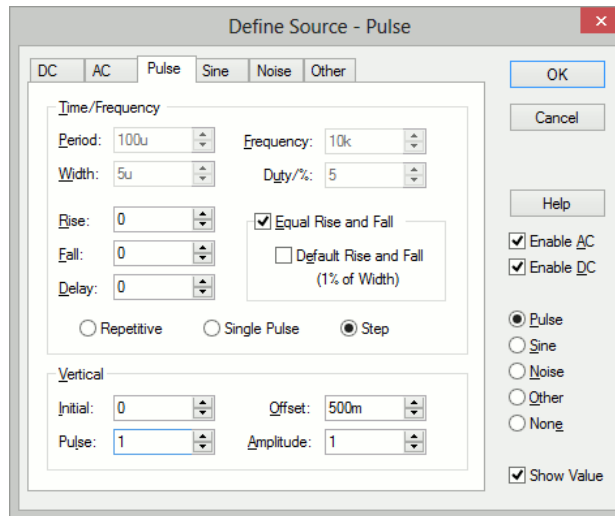 Define Source - Pulse
DC AC Pulse Sine Noise Other
OK
Time/Frequency
Period: 100u Frequency: 10k
Cancel
Width: 5u Duty/%: 5
Help
Rise: 0 Equal Rise and Fall
Enable AC
Fall: 0 Default Rise and Fall
Enable DC
(1% of Width)
Delay: 0
Repetitive Single Pulse Step
Pulse
Sine
Vertical
Noise
Initial: 0 Offset: 500m
Other
None
Pulse: 1 Amplitude: 1
Show Value